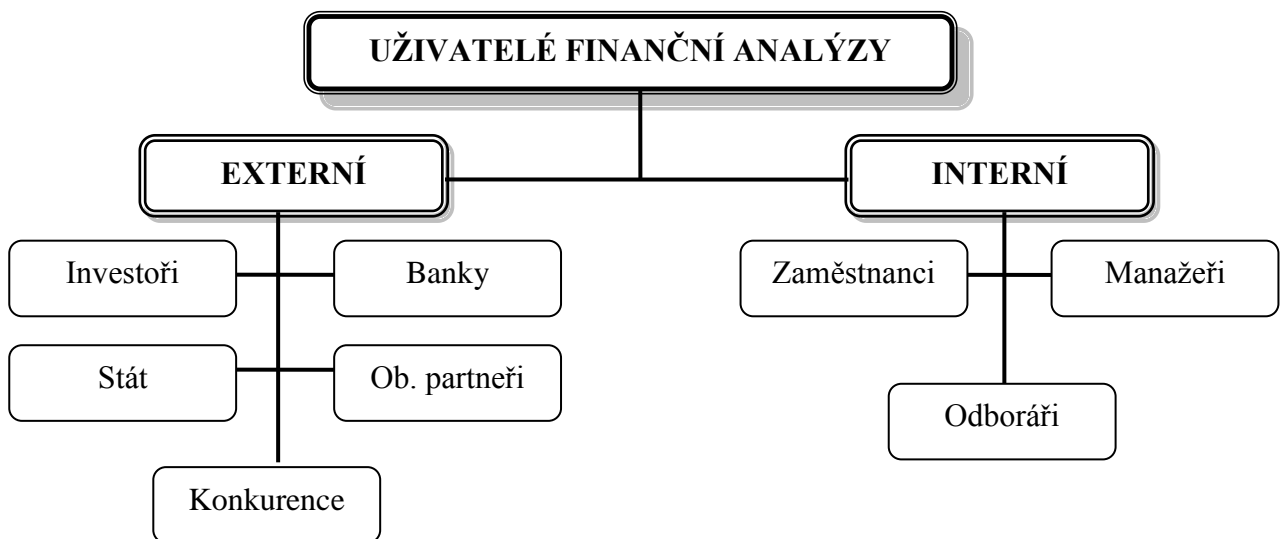 UŽIVATELÉ FINANČNÍ ANALÝZY
EXTERNÍ
INTERNÍ
Investoři
Banky
Zaměstnanci
Manažeři
Stát
Ob. partneři
Odboráři
Konkurence